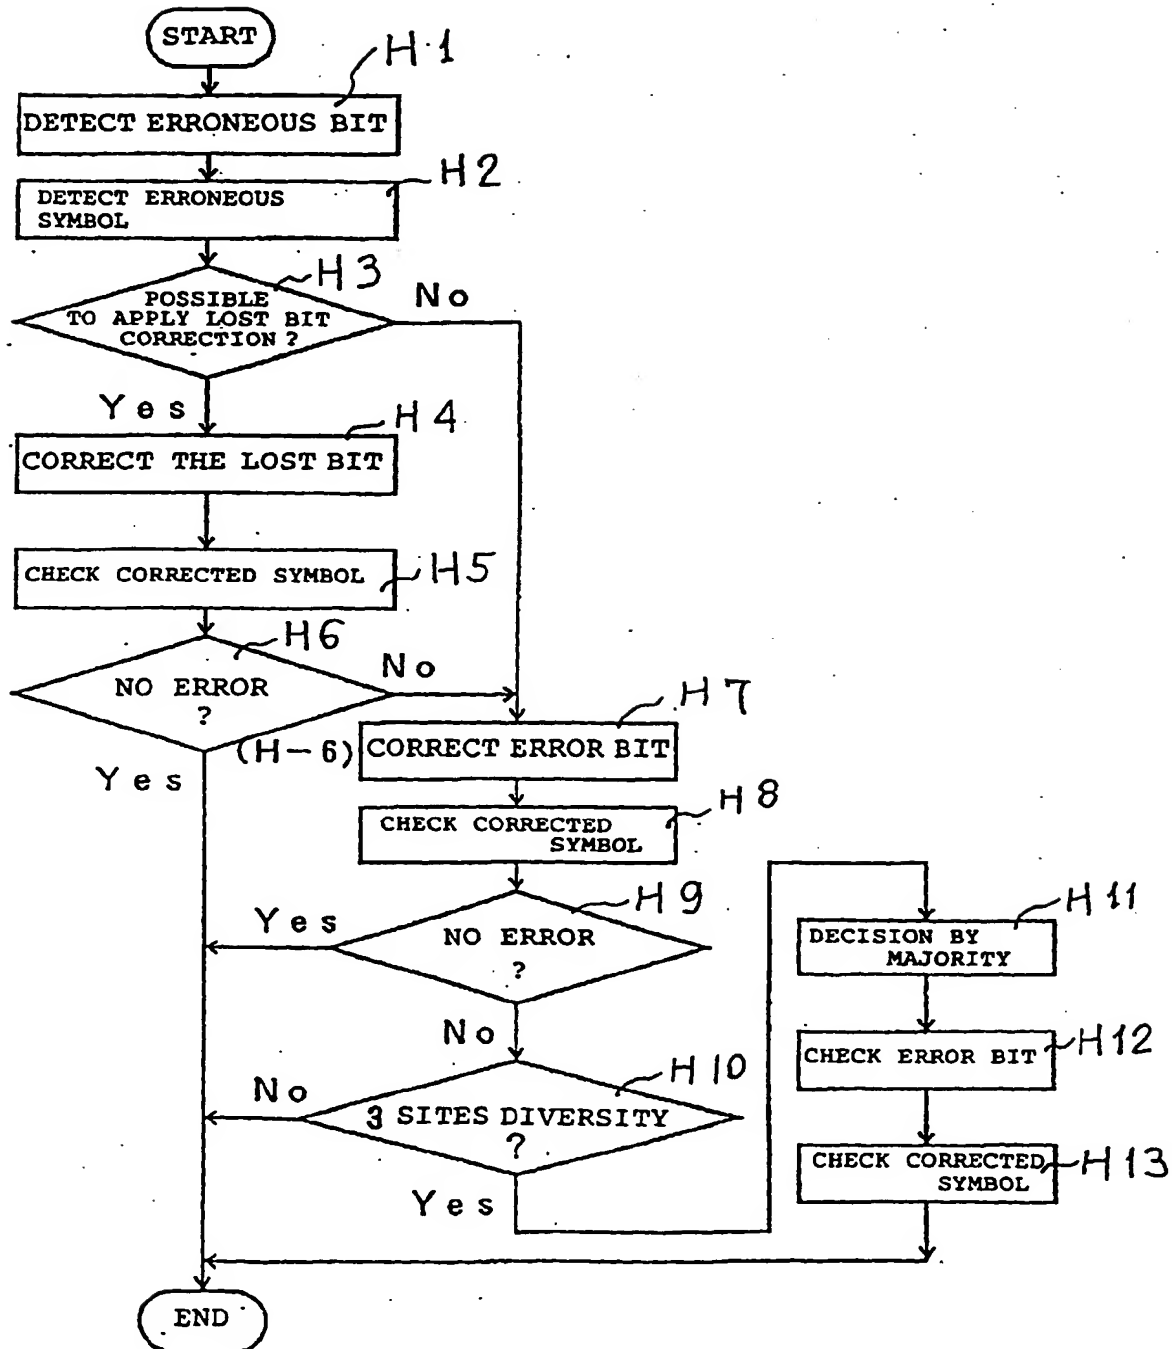 START
H1
DETECT ERRONEOUS BIT
H2
DETECT ERRONEOUS
SYMBOL
H3
POSSIBLE
TO APPLY LOST BIT
CORRECTION ?
No
Yes
H4
CORRECT THE LOST BIT
CHECK CORRECTED SYMBOL
H5
H6
NO ERROR
?
No
Yes
(H-6)
H7
CORRECT ERROR BIT
H8
CHECK CORRECTED
SYMBOL
H9
Yes
NO ERROR
?
No
H10
No
3 SITES DIVERSITY
?
Yes
H11
DECISION BY
MAJORITY
H12
CHECK ERROR BIT
CHECK CORRECTED
SYMBOL
H13
END